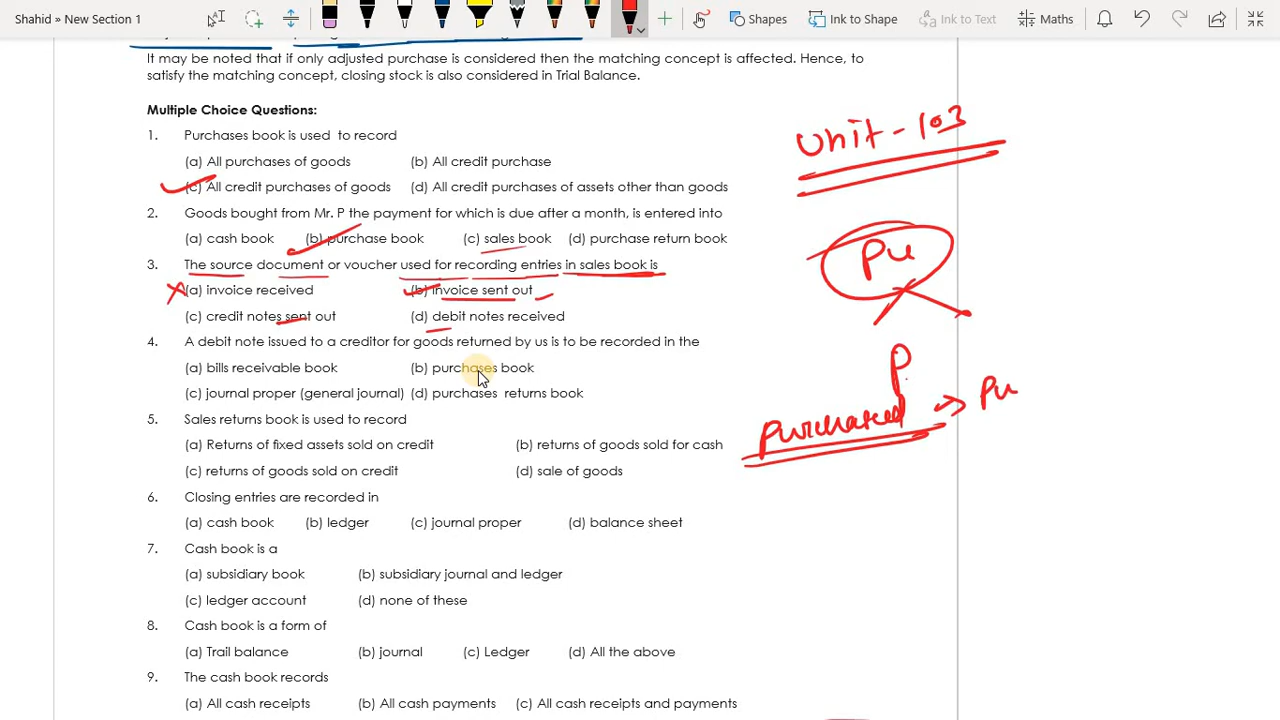 Shahid » New Section 1
Shapes
Ink to Shape
Ink to Text
Maths
It may be noted that if only adjusted purchase is considered then the matching concept is affected. Hence, to
satisfy the matching concept, closing stock is also considered in Trial Balance.
Multiple Choice Questions:
1. Purchases book is used to record
(a) All purchases of goods (b) All credit purchase
(c) All credit purchases of goods (d) All credit purchases of assets other than goods
2. Goods bought from Mr. P the payment for which is due after a month, is entered into
(a) cash book (b) purchase book (c) sales book (d) purchase return book
3. The source document or voucher used for recording entries in sales book is
(a) invoice received (b) invoice sent out
(c) credit notes sent out (d) debit notes received
4. A debit note issued to a creditor for goods returned by us is to be recorded in the
(a) bills receivable book (b) purchases book
(c) journal proper (general journal) (d) purchases returns book
5. Sales returns book is used to record
(a) Returns of fixed assets sold on credit (b) returns of goods sold for cash
(c) returns of goods sold on credit (d) sale of goods
6. Closing entries are recorded in
(a) cash book (b) ledger (c) journal proper (d) balance sheet
7. Cash book is a
(a) subsidiary book (b) subsidiary journal and ledger
(c) ledger account (d) none of these
8. Cash book is a form of
(a) Trail balance (b) journal (c) Ledger (d) All the above
9. The cash book records
(a) All cash receipts (b) All cash payments (c) All cash receipts and payments
Unit - 103
Pu
P
Purchased → Pu